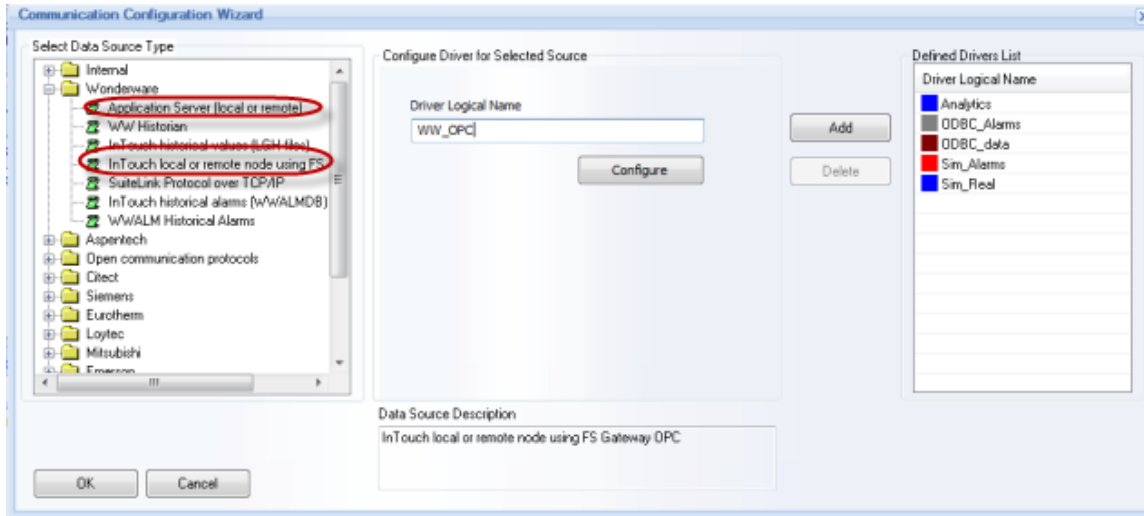 Communication Configuration Wizard
Select Data Source Type
Internal
Wonderware
Application Server (local or remote)
WW Historian
InTouch historical values (LGH files)
InTouch local or remote node using FS
SuiteLink Protocol over TCP/IP
InTouch historical alarms (WWALMDB)
WWALM Historical Alarms
Aspentech
Open communication protocols
Citect
Siemens
Eurotherm
Loytec
Mitsubishi
Emerson
OK
Cancel
Configure Driver for Selected Source
Driver Logical Name
WW_OPC
Configure
Add
Delete
Data Source Description
InTouch local or remote node using FS Gateway OPC
Defined Drivers List
Driver Logical Name
Analytics
ODBC_Alarms
ODBC_data
Sim_Alarms
Sim_Real